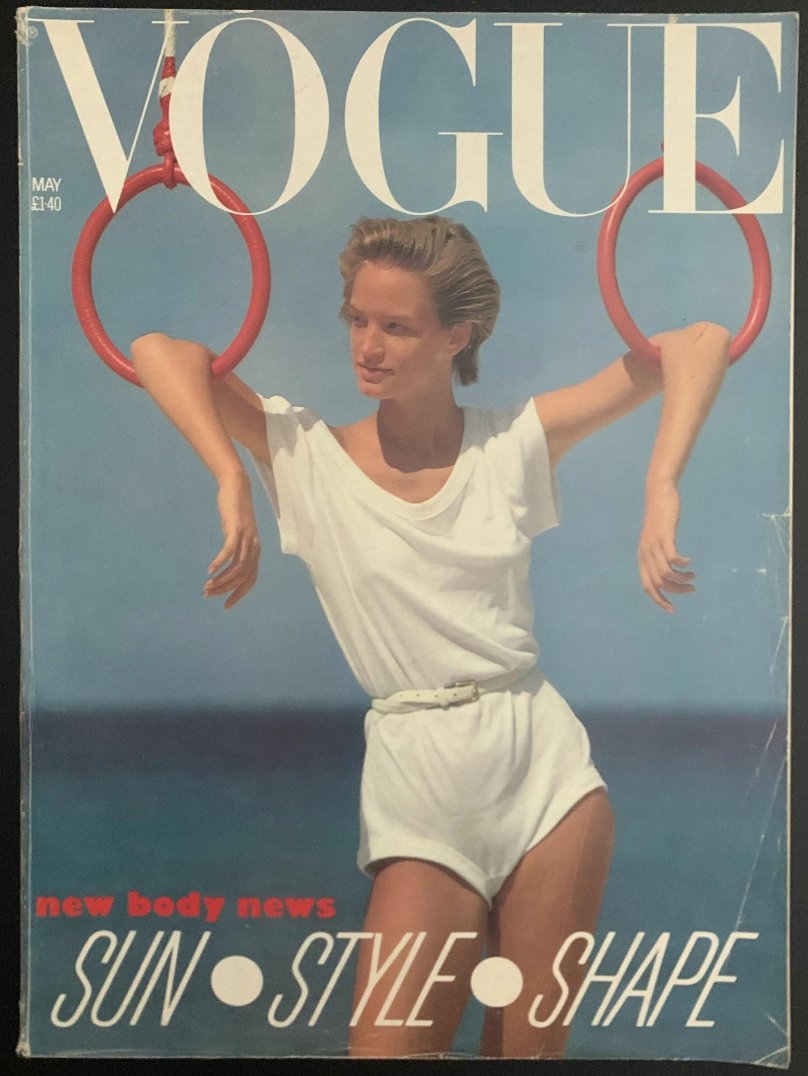 VOGUE
®
MAY
£1·40
new body news
SUN • STYLE • SHAPE